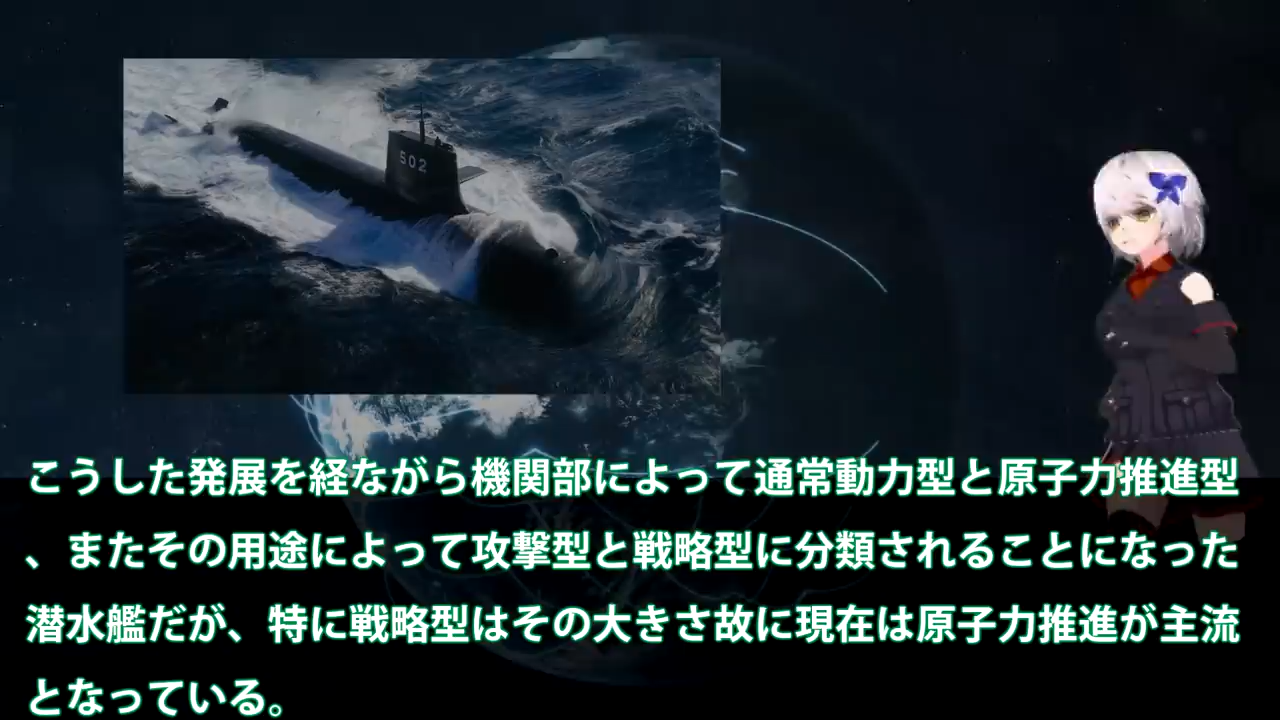 502
こうした発展を経ながら機関部によって通常動力型と原子力推進型
、またその用途によって攻撃型と戦略型に分類されることになった
潜水艦だが、特に戦略型はその大きさ故に現在は原子力推進が主流
となっている。